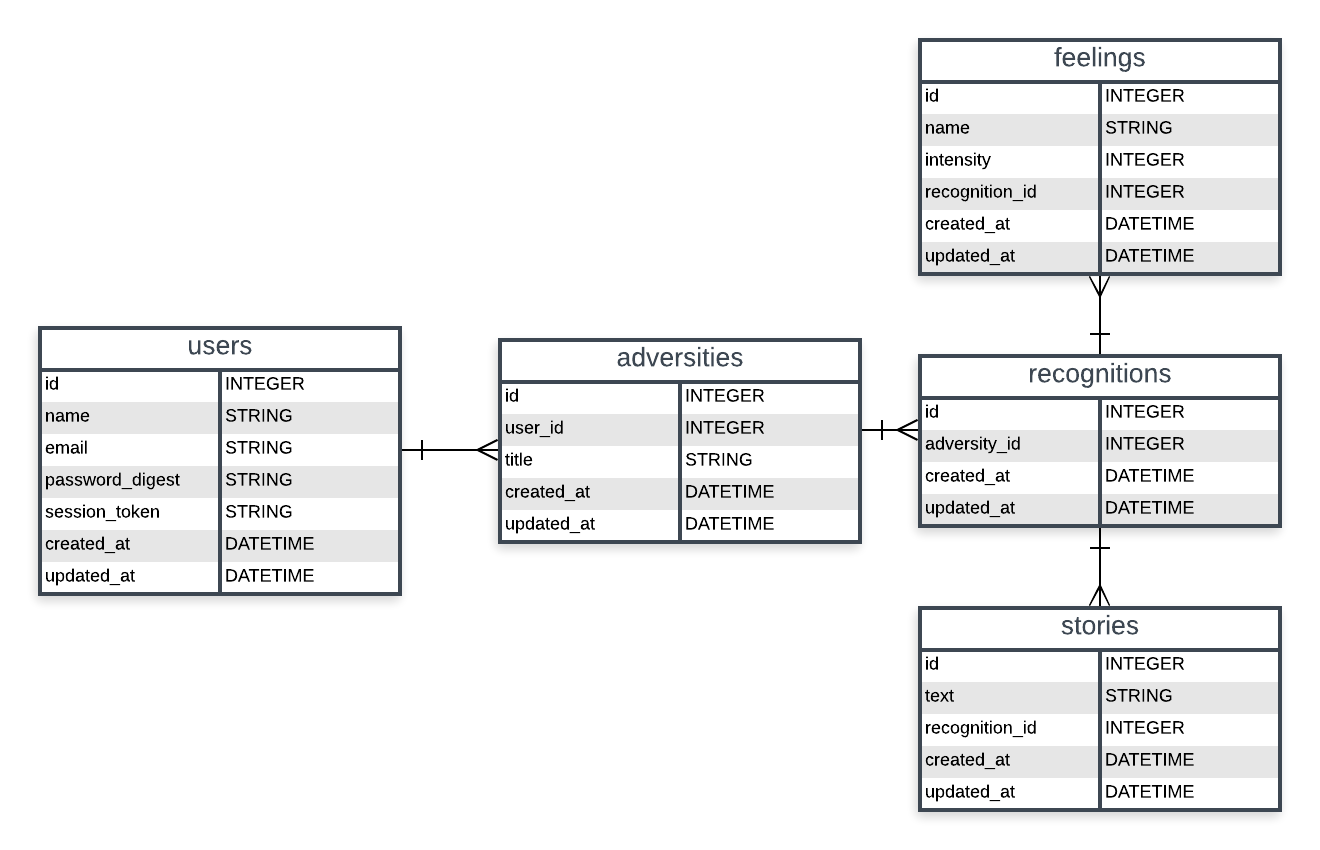 users
id INTEGER
name STRING
email STRING
password_digest STRING
session_token STRING
created_at DATETIME
updated_at DATETIME
adversities
id INTEGER
user_id INTEGER
title STRING
created_at DATETIME
updated_at DATETIME
feelings
id INTEGER
name STRING
intensity INTEGER
recognition_id INTEGER
created_at DATETIME
updated_at DATETIME
recognitions
id INTEGER
adversity_id INTEGER
created_at DATETIME
updated_at DATETIME
stories
id INTEGER
text STRING
recognition_id INTEGER
created_at DATETIME
updated_at DATETIME